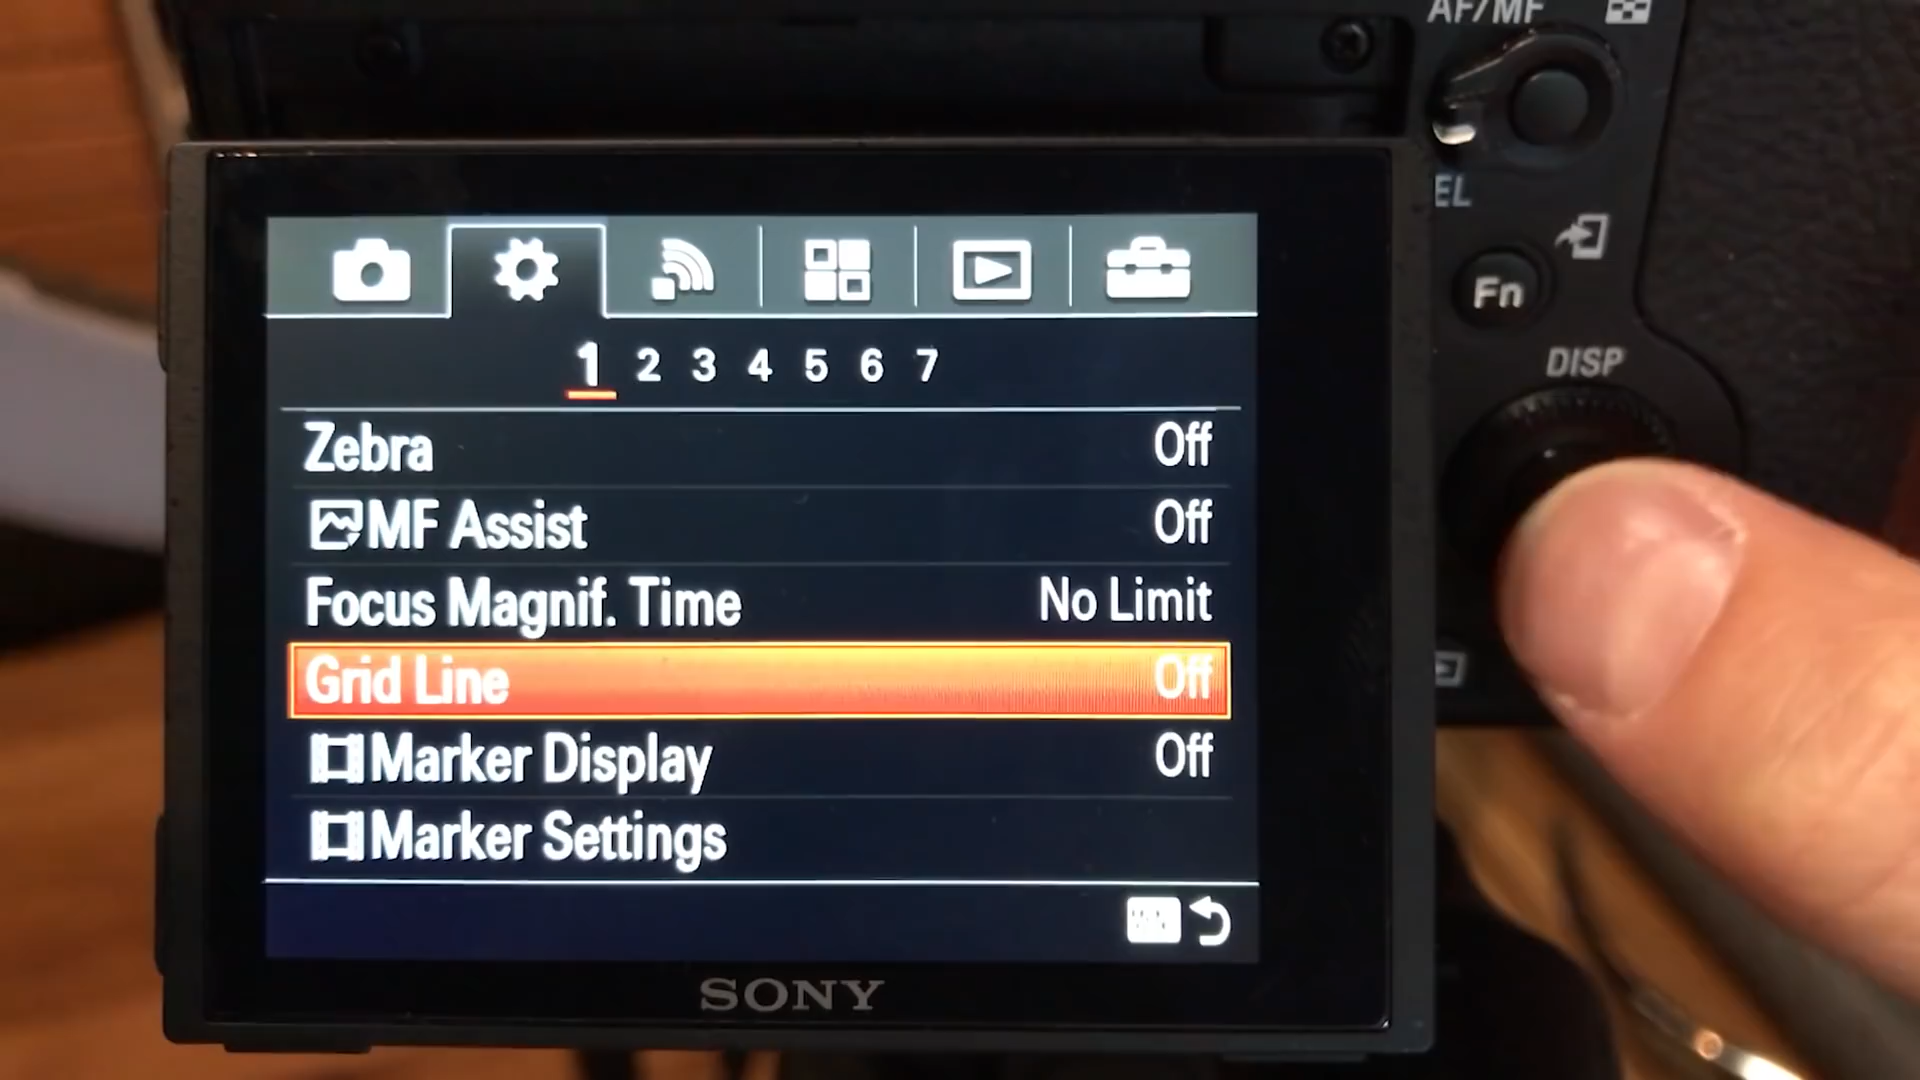 AF/MF
EL
Fn
DISP
1 2 3 4 5 6 7
Zebra Off
MF Assist Off
Focus Magnif. Time No Limit
Grid Line Off
Marker Display Off
Marker Settings
SONY